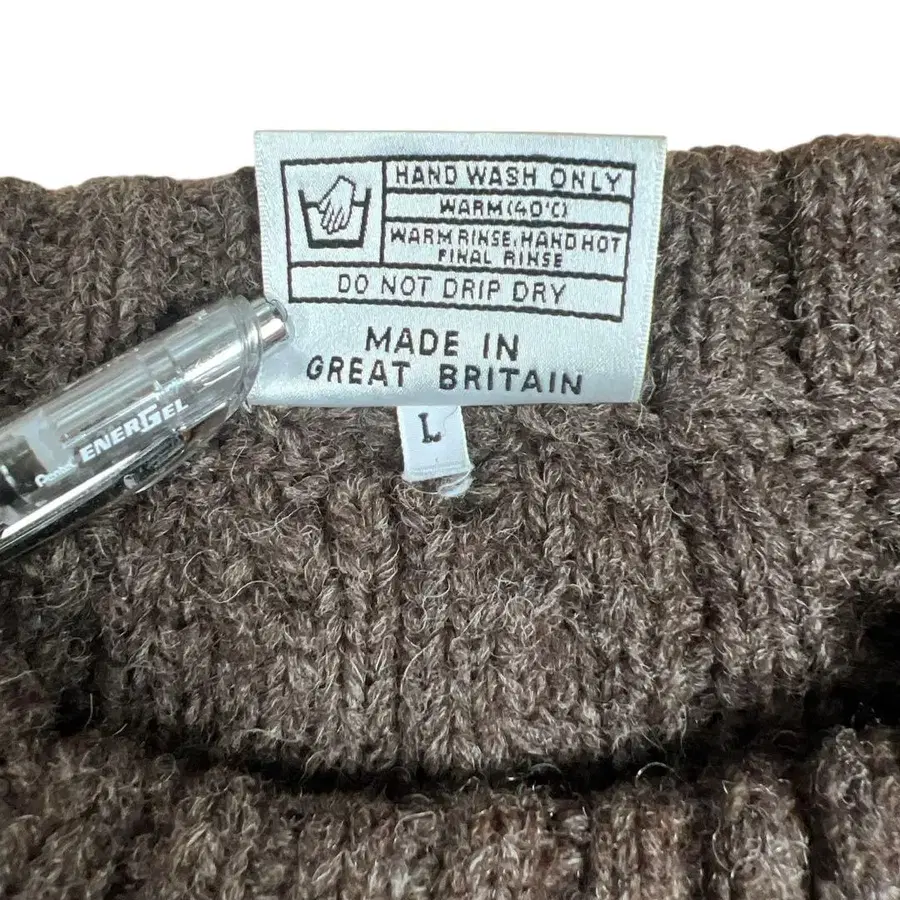 HAND WASH ONLY
WARM (40°C)
WARM RINSE, HAND HOT
FINAL RINSE
DO NOT DRIP DRY
MADE IN
GREAT BRITAIN
L
Pentel ENERGEL